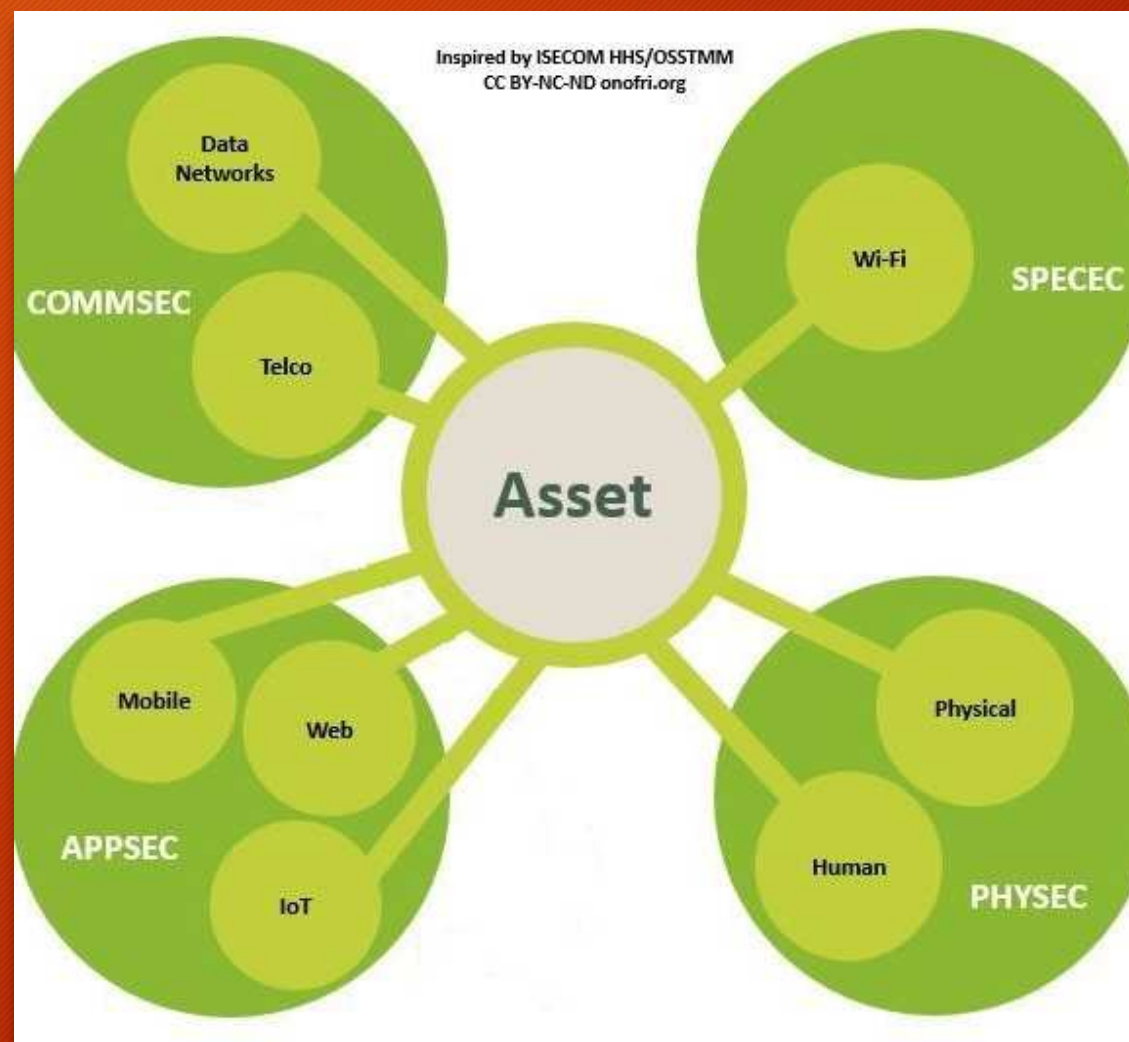 Inspired by ISECOM HHS/OSSTMM
CC BY-NC-ND onofri.org
Data
Networks
COMMSEC
Telco
Wi-Fi
SPECEC
Asset
Mobile
Web
APPSEC
IoT
Physical
Human
PHYSEC